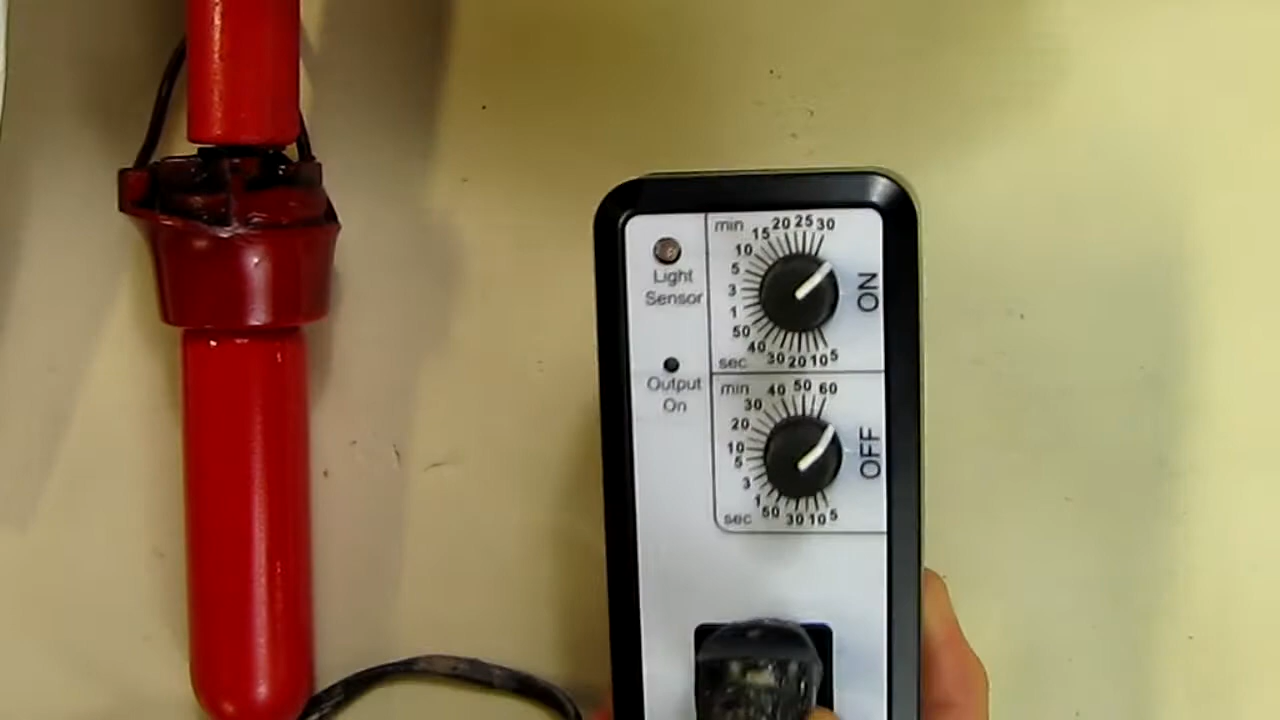 min 15 20 25 30
10
5
3
1
50
40
sec 30 20 10 5
ON
Light
Sensor
Output
On
min 40 50 60
30
20
10
5
3
1
50
sec 30 10 5
OFF